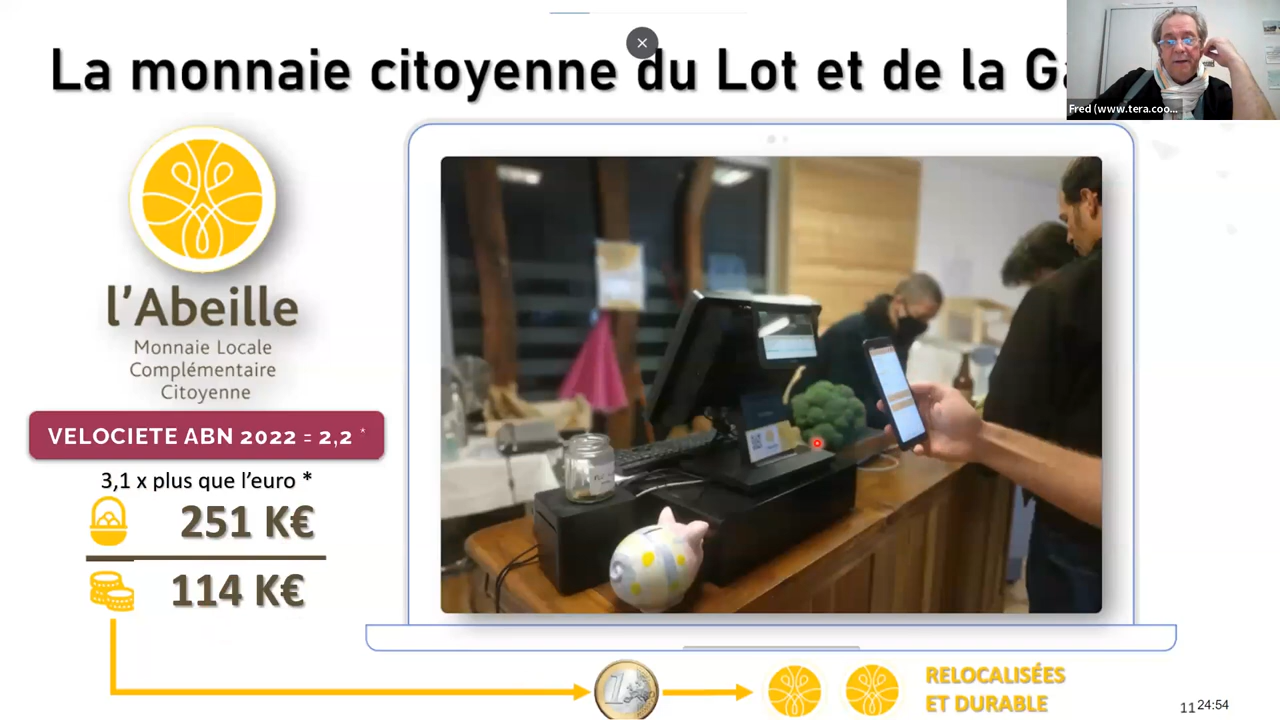 La monnaie citoyenne du Lot et de la Ga
Fred (www.tera.coo...
l'Abeille
Monnaie Locale
Complémentaire
Citoyenne
VELOCIETE ABN 2022 = 2,2 *
3,1 x plus que l'euro *
251 K€
114 K€
1
RELOCALISÉES
ET DURABLE
11
24:54